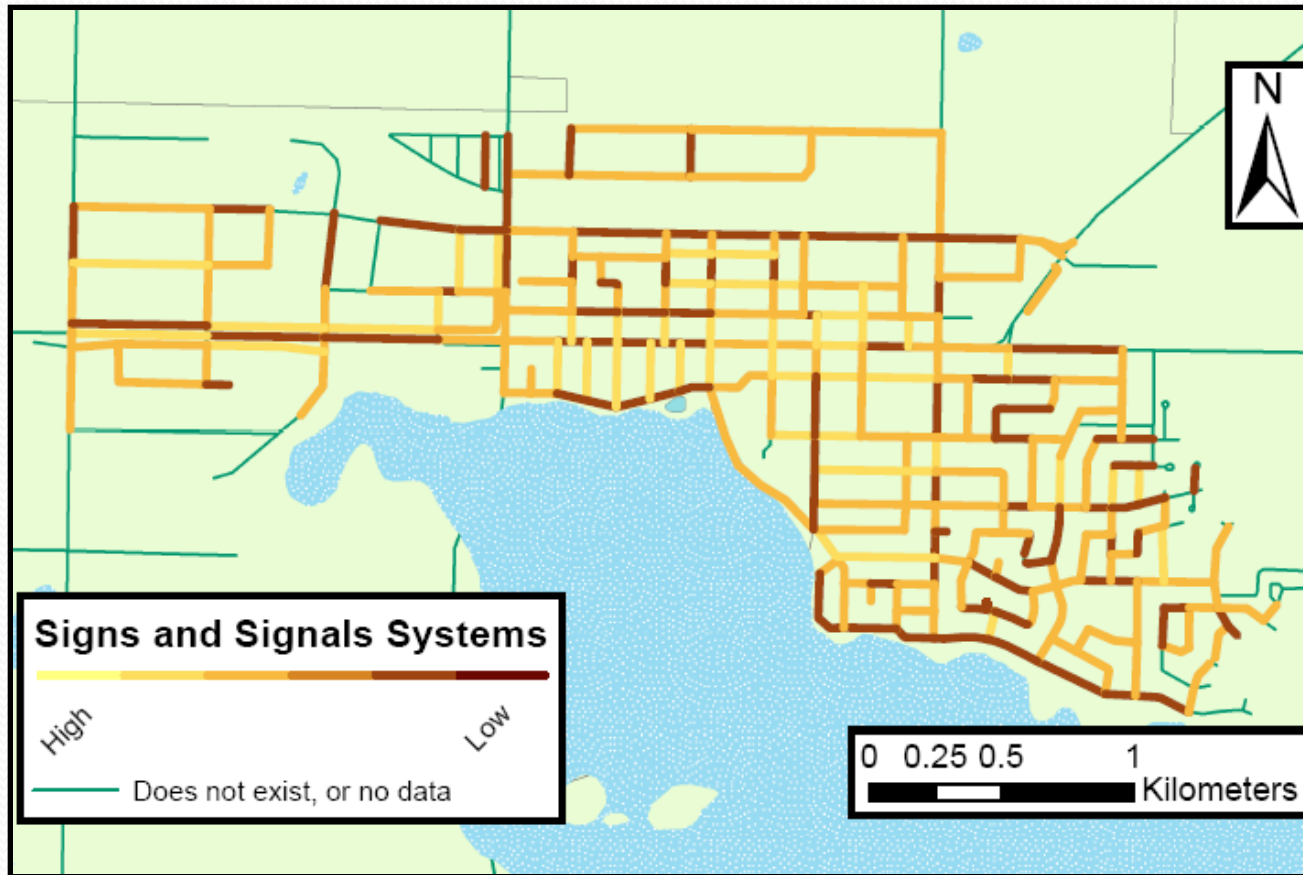 N
Signs and Signals Systems
High
Low
Does not exist, or no data
0 0.25 0.5 1
Kilometers